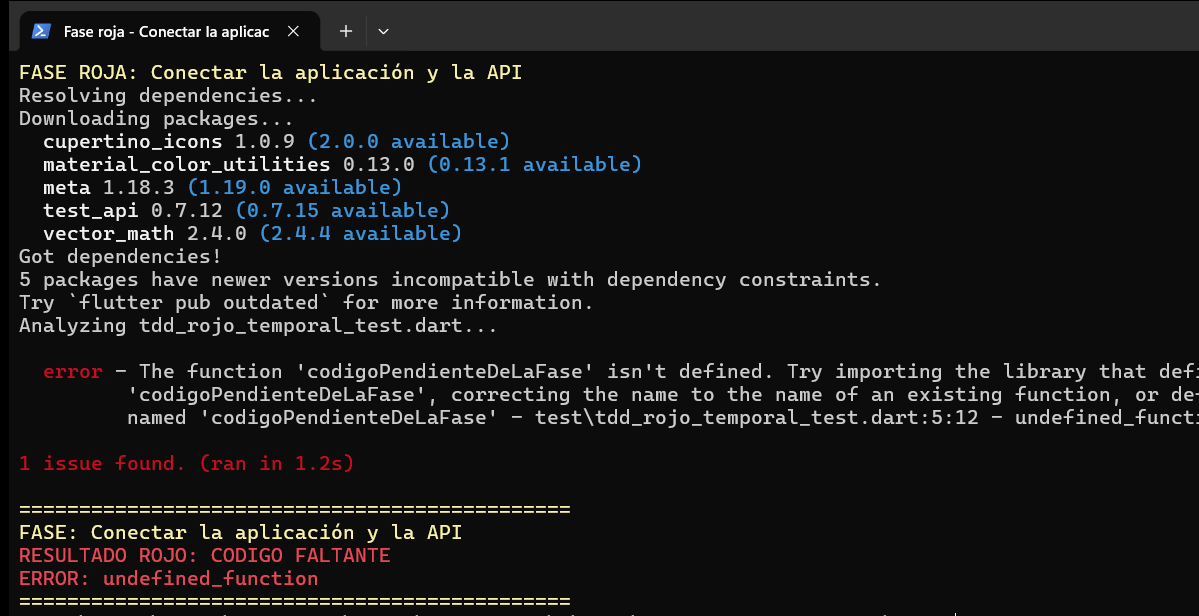 Fase roja - Conectar la aplicac
FASE ROJA: Conectar la aplicación y la API
Resolving dependencies...
Downloading packages...
cupertino_icons 1.0.9 (2.0.0 available)
material_color_utilities 0.13.0 (0.13.1 available)
meta 1.18.3 (1.19.0 available)
test_api 0.7.12 (0.7.15 available)
vector_math 2.4.0 (2.4.4 available)
Got dependencies!
5 packages have newer versions incompatible with dependency constraints.
Try `flutter pub outdated` for more information.
Analyzing tdd_rojo_temporal_test.dart...
error - The function 'codigoPendienteDeLaFase' isn't defined. Try importing the library that defi
'codigoPendienteDeLaFase', correcting the name to the name of an existing function, or de
named 'codigoPendienteDeLaFase' - test\tdd_rojo_temporal_test.dart:5:12 - undefined_functi
1 issue found. (ran in 1.2s)
==============================================
FASE: Conectar la aplicación y la API
RESULTADO ROJO: CODIGO FALTANTE
ERROR: undefined_function
==============================================